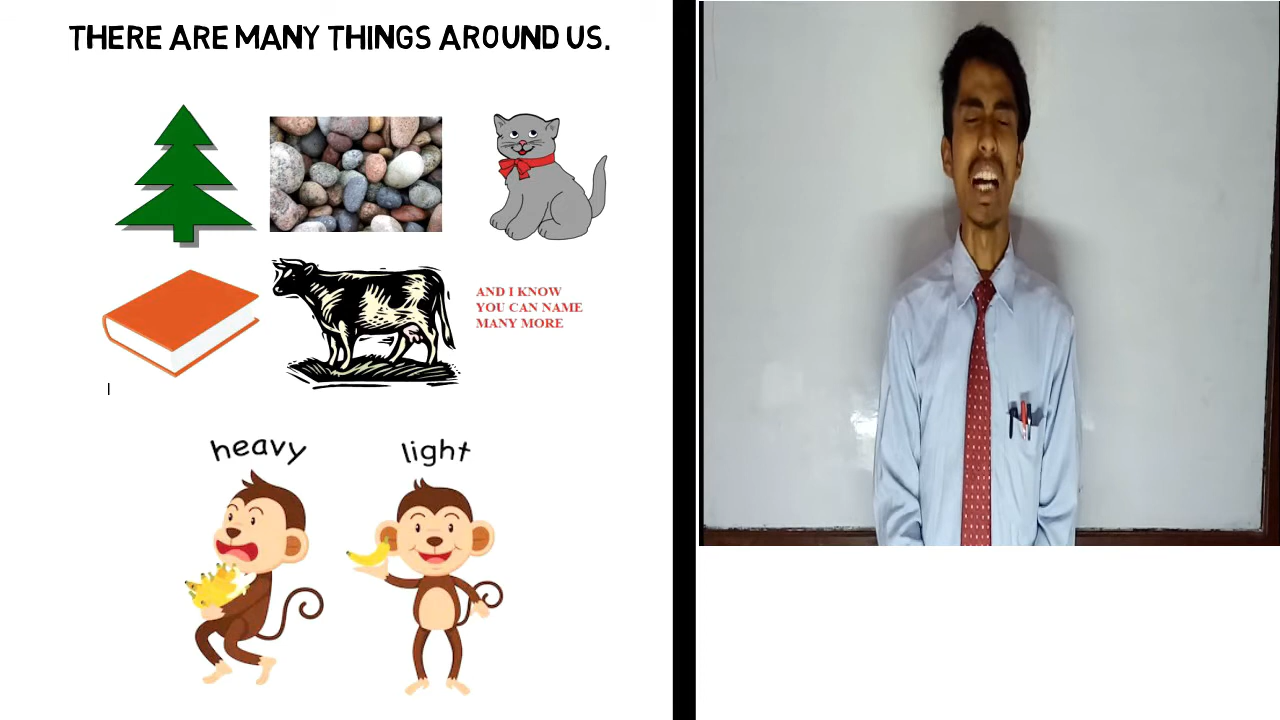 THERE ARE MANY THINGS AROUND US.
AND I KNOW
YOU CAN NAME
MANY MORE
heavy
light